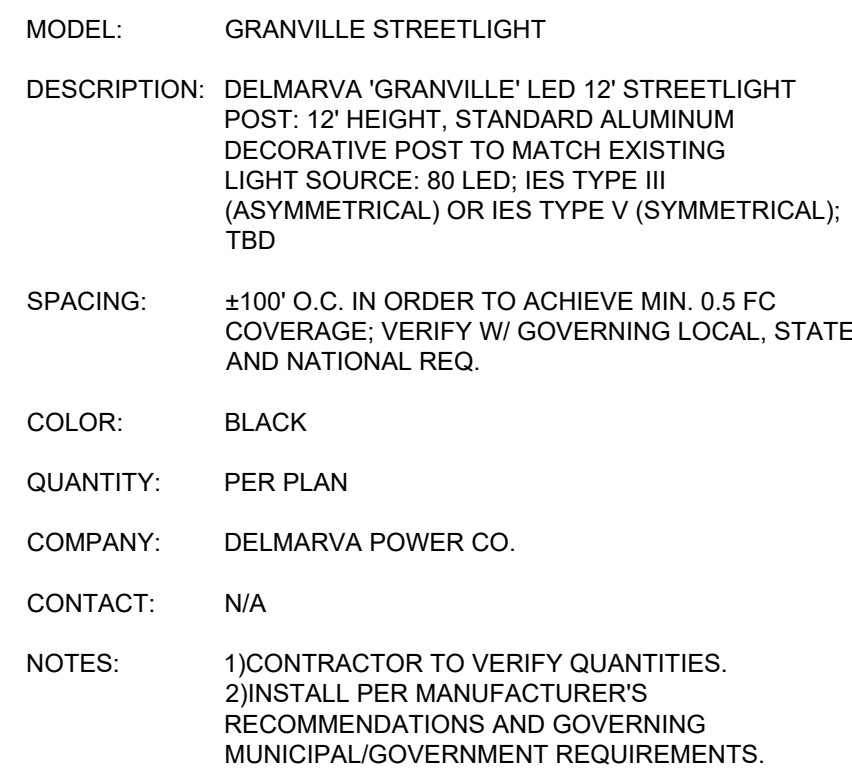 MODEL: GRANVILLE STREETLIGHT
DESCRIPTION: DELMARVA 'GRANVILLE' LED 12' STREETLIGHT
POST: 12' HEIGHT, STANDARD ALUMINUM
DECORATIVE POST TO MATCH EXISTING
LIGHT SOURCE: 80 LED; IES TYPE III
(ASYMMETRICAL) OR IES TYPE V (SYMMETRICAL);
TBD
SPACING: ±100' O.C. IN ORDER TO ACHIEVE MIN. 0.5 FC
COVERAGE; VERIFY W/ GOVERNING LOCAL, STATE
AND NATIONAL REQ.
COLOR: BLACK
QUANTITY: PER PLAN
COMPANY: DELMARVA POWER CO.
CONTACT: N/A
NOTES: 1)CONTRACTOR TO VERIFY QUANTITIES.
2)INSTALL PER MANUFACTURER'S
RECOMMENDATIONS AND GOVERNING
MUNICIPAL/GOVERNMENT REQUIREMENTS.